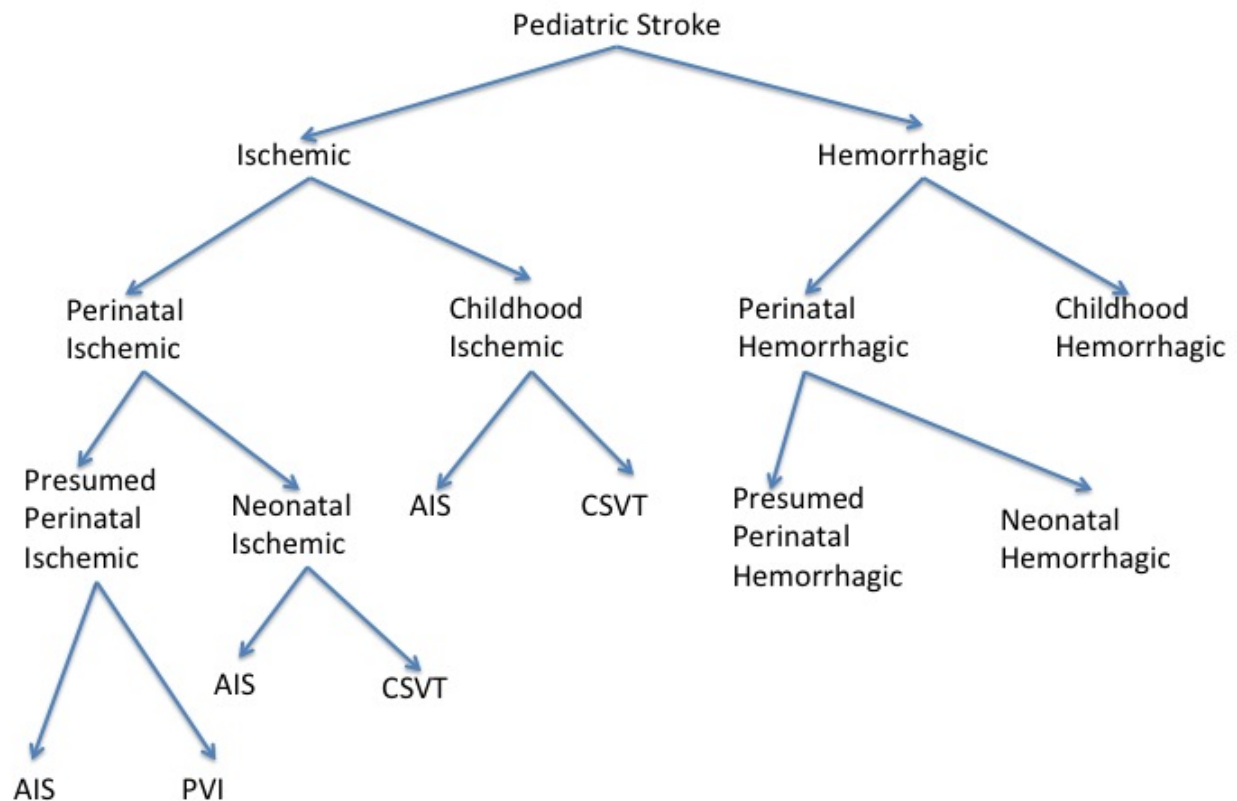 Pediatric Stroke
Ischemic
Hemorrhagic
Perinatal
Ischemic
Childhood
Ischemic
Perinatal
Hemorrhagic
Childhood
Hemorrhagic
Presumed
Perinatal
Ischemic
Neonatal
Ischemic
AIS
CSVT
Presumed
Perinatal
Hemorrhagic
Neonatal
Hemorrhagic
AIS
CSVT
AIS
PVI